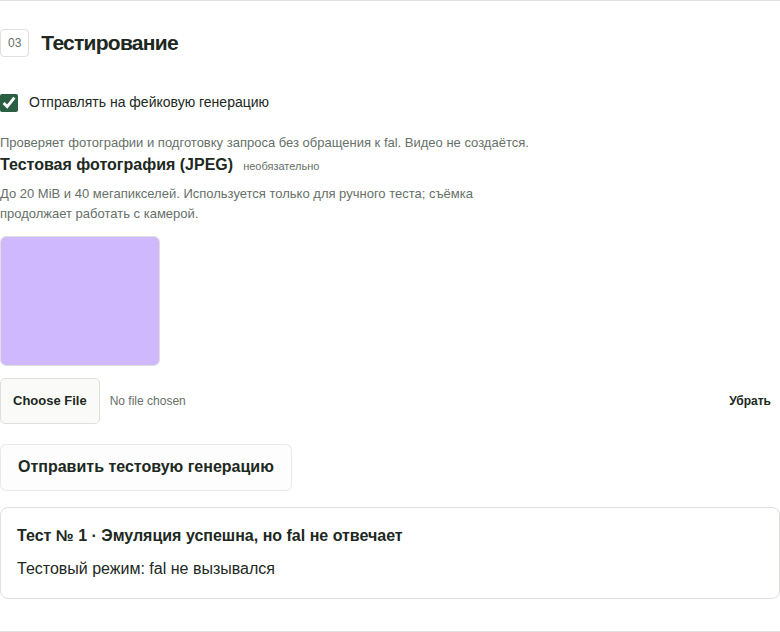 03 Тестирование
Отправлять на фейковую генерацию
Проверяет фотографии и подготовку запроса без обращения к fal. Видео не создаётся.
Тестовая фотография (JPEG) необязательно
До 20 MiB и 40 мегапикселей. Используется только для ручного теста; съёмка
продолжает работать с камерой.
Choose File No file chosen Убрать
Отправить тестовую генерацию
Тест № 1 · Эмуляция успешна, но fal не отвечает
Тестовый режим: fal не вызывался